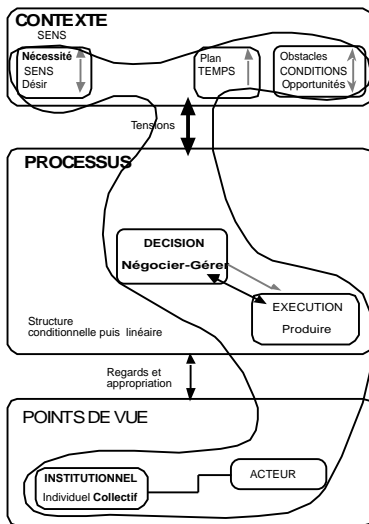 CONTEXTE
SENS
Nécessité
SENS
Désir
Plan
TEMPS
Obstacles
CONDITIONS
Opportunités
Tensions
PROCESSUS
DECISION
Négocier-Gérer
EXECUTION
Produire
Structure
conditionnelle puis linéaire
Regards et
appropriation
POINTS DE VUE
INSTITUTIONNEL
Individuel Collectif
ACTEUR